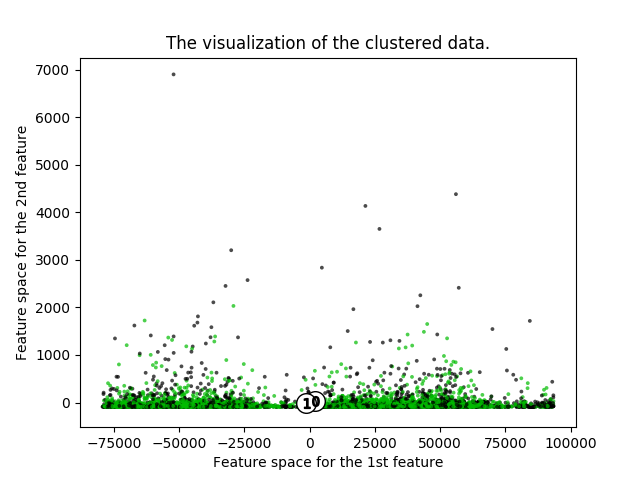 The visualization of the clustered data.
7000
6000
5000
4000
3000
2000
1000
0
Feature space for the 2nd feature
1 0
−75000 −50000 −25000 0 25000 50000 75000 100000
Feature space for the 1st feature